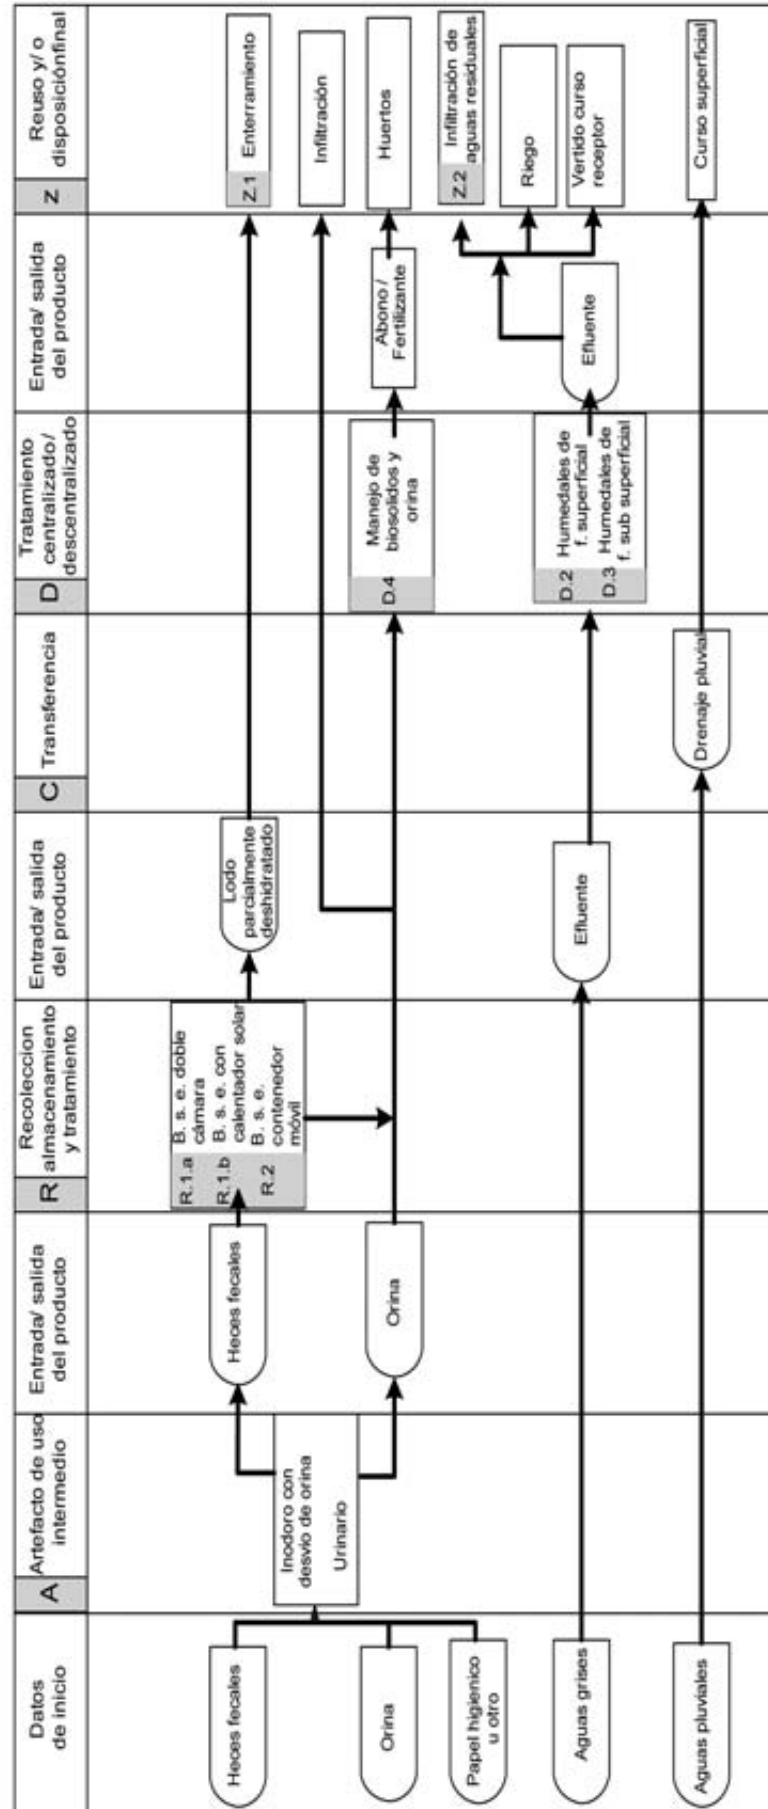 Datos
de inicio
A
Artefacto de uso
intermedio
Entrada/ salida
del producto
R
Recoleccion
almacenamiento
y tratamiento
Entrada/ salida
del producto
C
Transferencia
D
Tratamiento
centralizado/
descentralizado
Entrada/ salida
del producto
Z
Reuso y/ o
disposiciónfinal
Heces fecales
Orina
Papel higienico
u otro
Aguas grises
Aguas pluviales
Inodoro con
desvio de orina
Urinario
Heces fecales
Orina
R.1.a
B. s. e. doble
cámara
R.1.b
B. s. e. con
calentador solar
R.2
B. s. e.
contenedor
móvil
Lodo
parcialmente
deshidratado
Efluente
Drenaje pluvial
D.4
Manejo de
biosolidos y
orina
D.2
Humedales de
f. superficial
D.3
Humedales de
f. sub superficial
Abono /
Fertilizante
Efluente
Z.1
Enterramiento
Infiltración
Huertos
Z.2
Infiltración de
aguas residuales
Riego
Vertido curso
receptor
Curso superficial